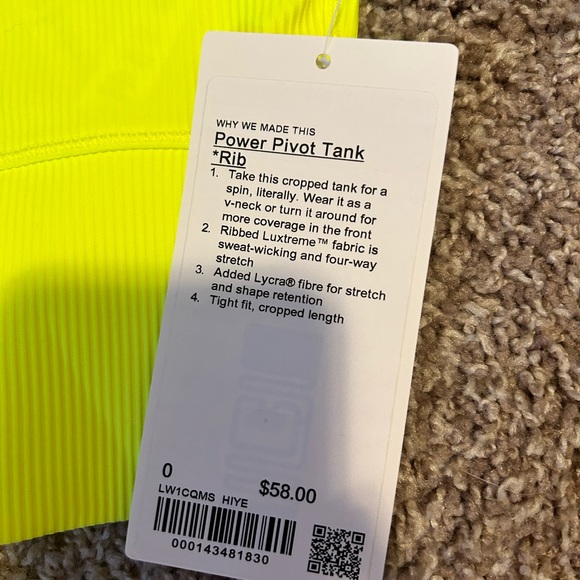 WHY WE MADE THIS
Power Pivot Tank
*Rib
1. Take this cropped tank for a
spin, literally. Wear it as a
v-neck or turn it around for
more coverage in the front
2. Ribbed Luxtreme™ fabric is
sweat-wicking and four-way
stretch
3. Added Lycra® fibre for stretch
and shape retention
4. Tight fit, cropped length
0
$58.00
LW1CQMS HIYE
000143481830